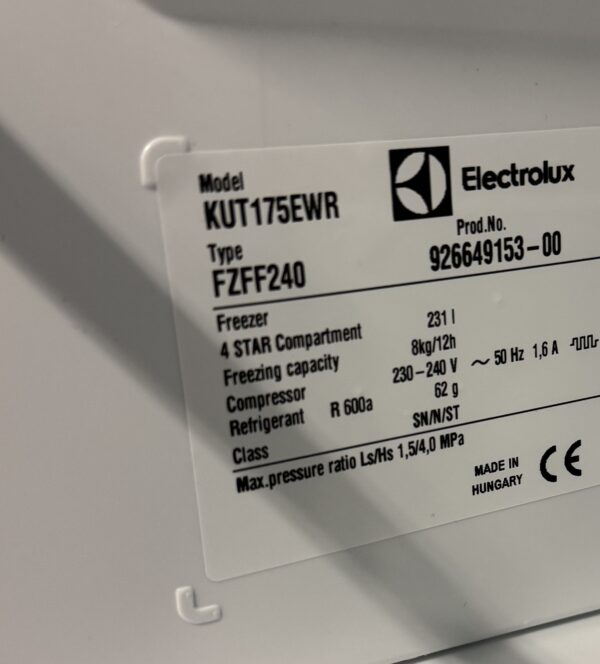 Model
KUT175EWR
Electrolux
Type
FZFF240
Prod.No.
926649153-00
Freezer
4 STAR Compartment 231 l
Freezing capacity 8kg/12h
Compressor 230-240 V ~ 50 Hz 1,6 A
Refrigerant R 600a 62 g
Class SN/N/ST
Max.pressure ratio Ls/Hs 1,5/4,0 MPa
MADE IN
HUNGARY
CE